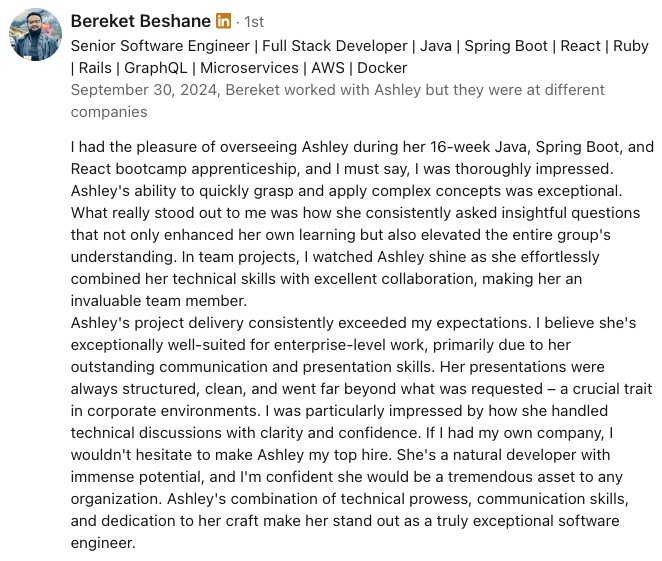 Bereket Beshane in · 1st
Senior Software Engineer | Full Stack Developer | Java | Spring Boot | React | Ruby
| Rails | GraphQL | Microservices | AWS | Docker
September 30, 2024, Bereket worked with Ashley but they were at different
companies
I had the pleasure of overseeing Ashley during her 16-week Java, Spring Boot, and
React bootcamp apprenticeship, and I must say, I was thoroughly impressed.
Ashley's ability to quickly grasp and apply complex concepts was exceptional.
What really stood out to me was how she consistently asked insightful questions
that not only enhanced her own learning but also elevated the entire group's
understanding. In team projects, I watched Ashley shine as she effortlessly
combined her technical skills with excellent collaboration, making her an
invaluable team member.
Ashley's project delivery consistently exceeded my expectations. I believe she's
exceptionally well-suited for enterprise-level work, primarily due to her
outstanding communication and presentation skills. Her presentations were
always structured, clean, and went far beyond what was requested – a crucial trait
in corporate environments. I was particularly impressed by how she handled
technical discussions with clarity and confidence. If I had my own company, I
wouldn't hesitate to make Ashley my top hire. She's a natural developer with
immense potential, and I'm confident she would be a tremendous asset to any
organization. Ashley's combination of technical prowess, communication skills,
and dedication to her craft make her stand out as a truly exceptional software
engineer.